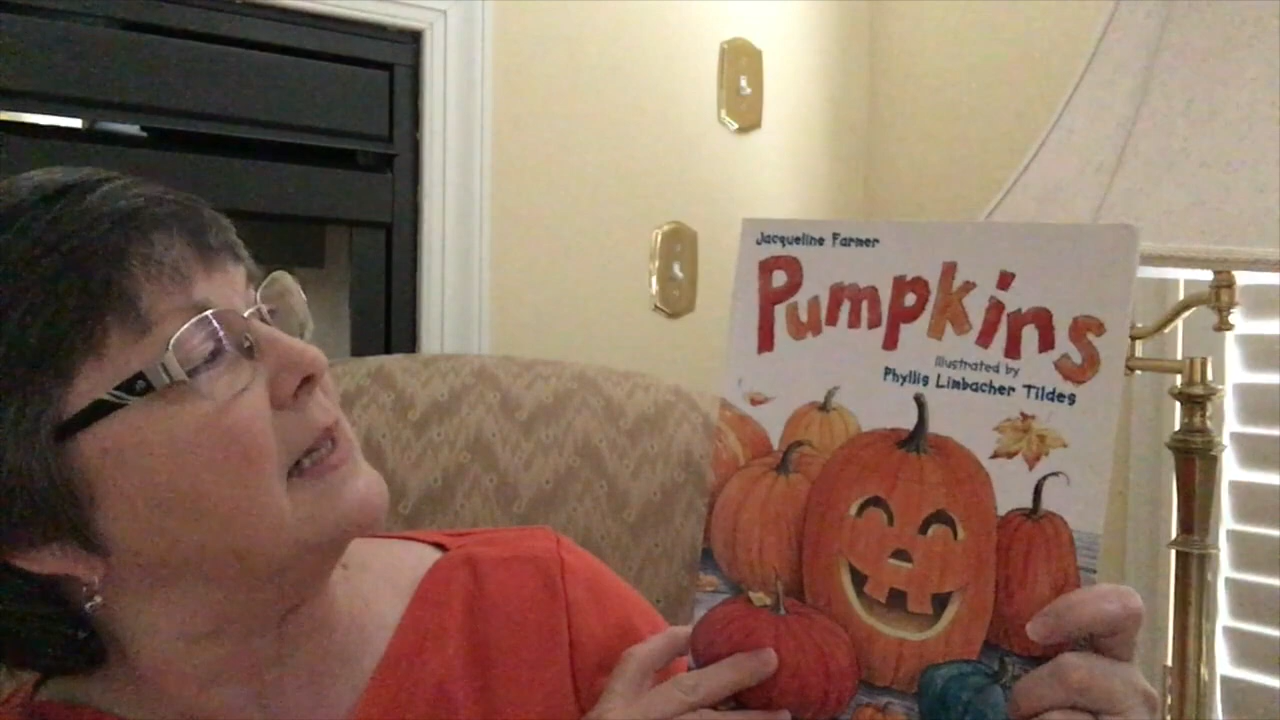 Jacqueline Farmer
Pumpkins
Illustrated by
Phyllis Limbacher Tildes